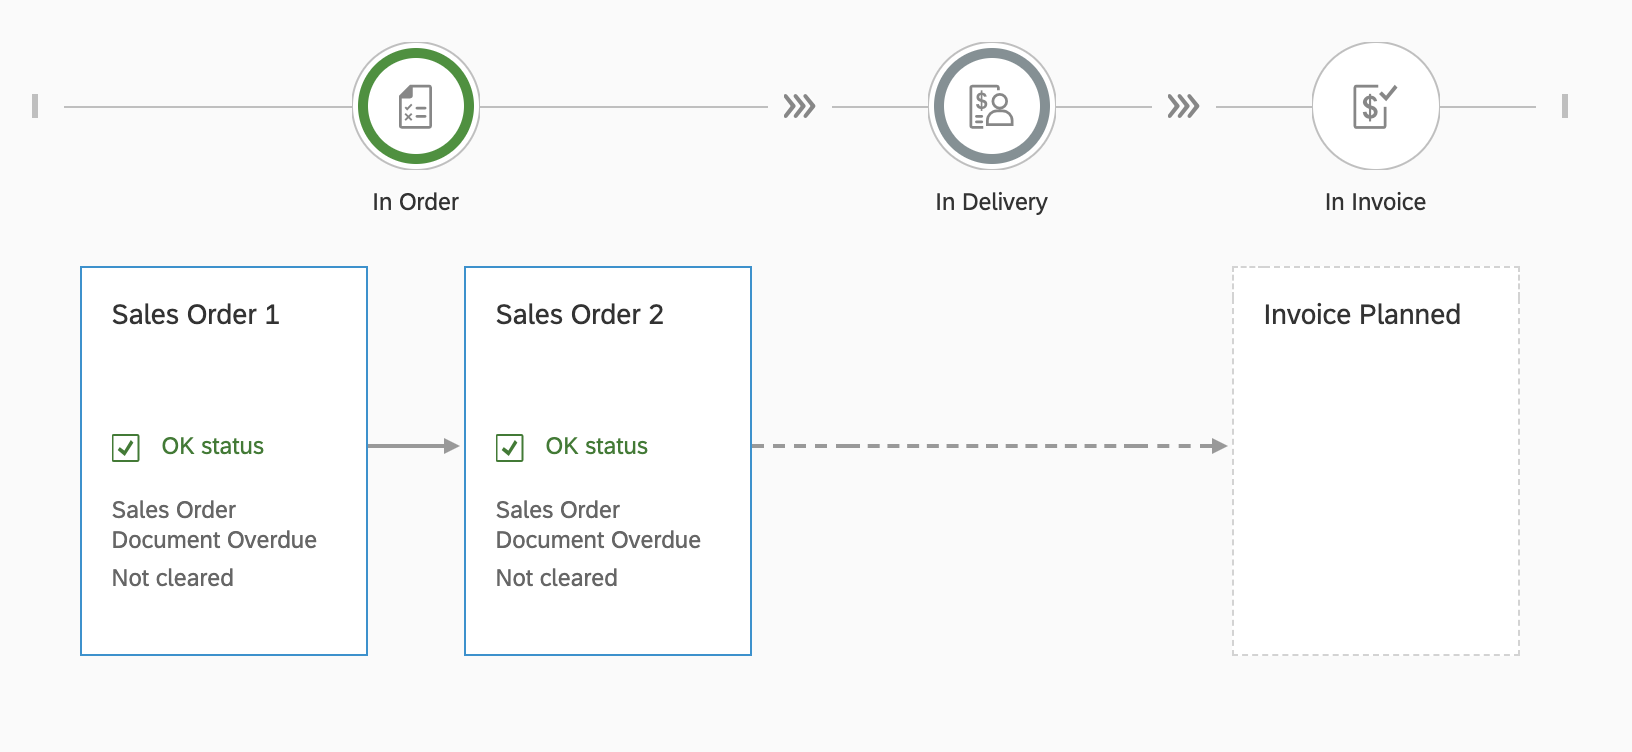 In Order
In Delivery
In Invoice
Sales Order 1
OK status
Sales Order
Document Overdue
Not cleared
Sales Order 2
OK status
Sales Order
Document Overdue
Not cleared
Invoice Planned